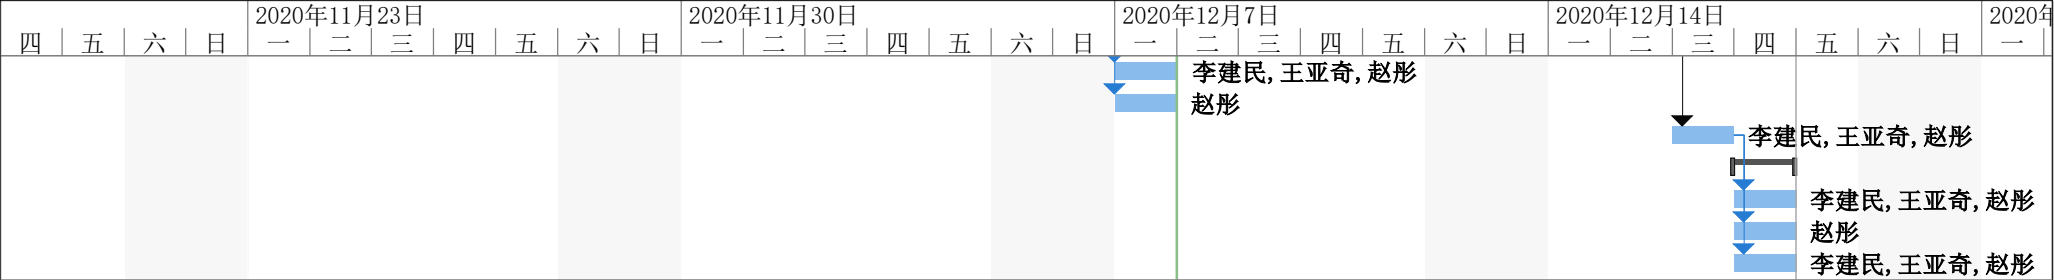 2020年11月23日 2020年11月30日 2020年12月7日 2020年12月14日 2020年
四 五 六 日 一 二 三 四 五 六 日 一 二 三 四 五 六 日 一 二 三 四 五 六 日 一 二 三 四 五 六 日 一
李建民,王亚奇,赵彤
赵彤
李建民,王亚奇,赵彤
李建民,王亚奇,赵彤
赵彤
李建民,王亚奇,赵彤